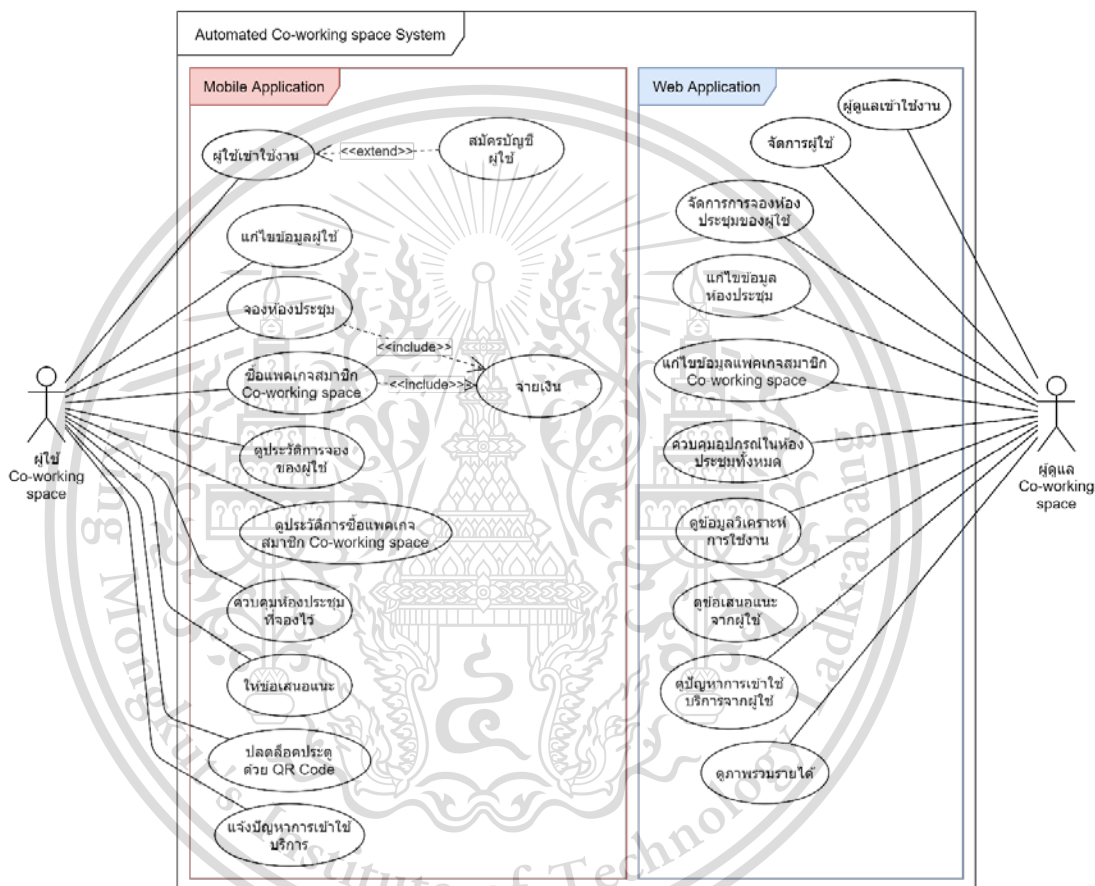 Automated Co-working space System
Mobile Application
ผู้ใช้เข้าใช้งาน
<<extend>>
สมัครบัญชี
ผู้ใช้
แก้ไขข้อมูลผู้ใช้
จองห้องประชุม
<<include>>
ซื้อแพคเกจสมาชิก
Co-working space
<<include>>
จ่ายเงิน
ดูประวัติการจอง
ของผู้ใช้
ดูประวัติการซื้อแพคเกจ
สมาชิก Co-working space
ควบคุมห้องประชุม
ที่จองไว้
ให้ข้อเสนอแนะ
ปลดล็อคประตู
ด้วย QR Code
แจ้งปัญหาการเข้าใช้
บริการ
ผู้ใช้
Co-working
space
Web Application
ผู้ดูแลเข้าใช้งาน
จัดการผู้ใช้
จัดการการจองห้อง
ประชุมของผู้ใช้
แก้ไขข้อมูล
ห้องประชุม
แก้ไขข้อมูลแพคเกจสมาชิก
Co-working space
ควบคุมอุปกรณ์ในห้อง
ประชุมทั้งหมด
ดูข้อมูลวิเคราะห์
การใช้งาน
ดูข้อเสนอแนะ
จากผู้ใช้
ดูปัญหาการเข้าใช้
บริการจากผู้ใช้
ดูภาพรวมรายได้
ผู้ดูแล
Co-working
space
King Mongkut's Institute of Technology Ladkrabang